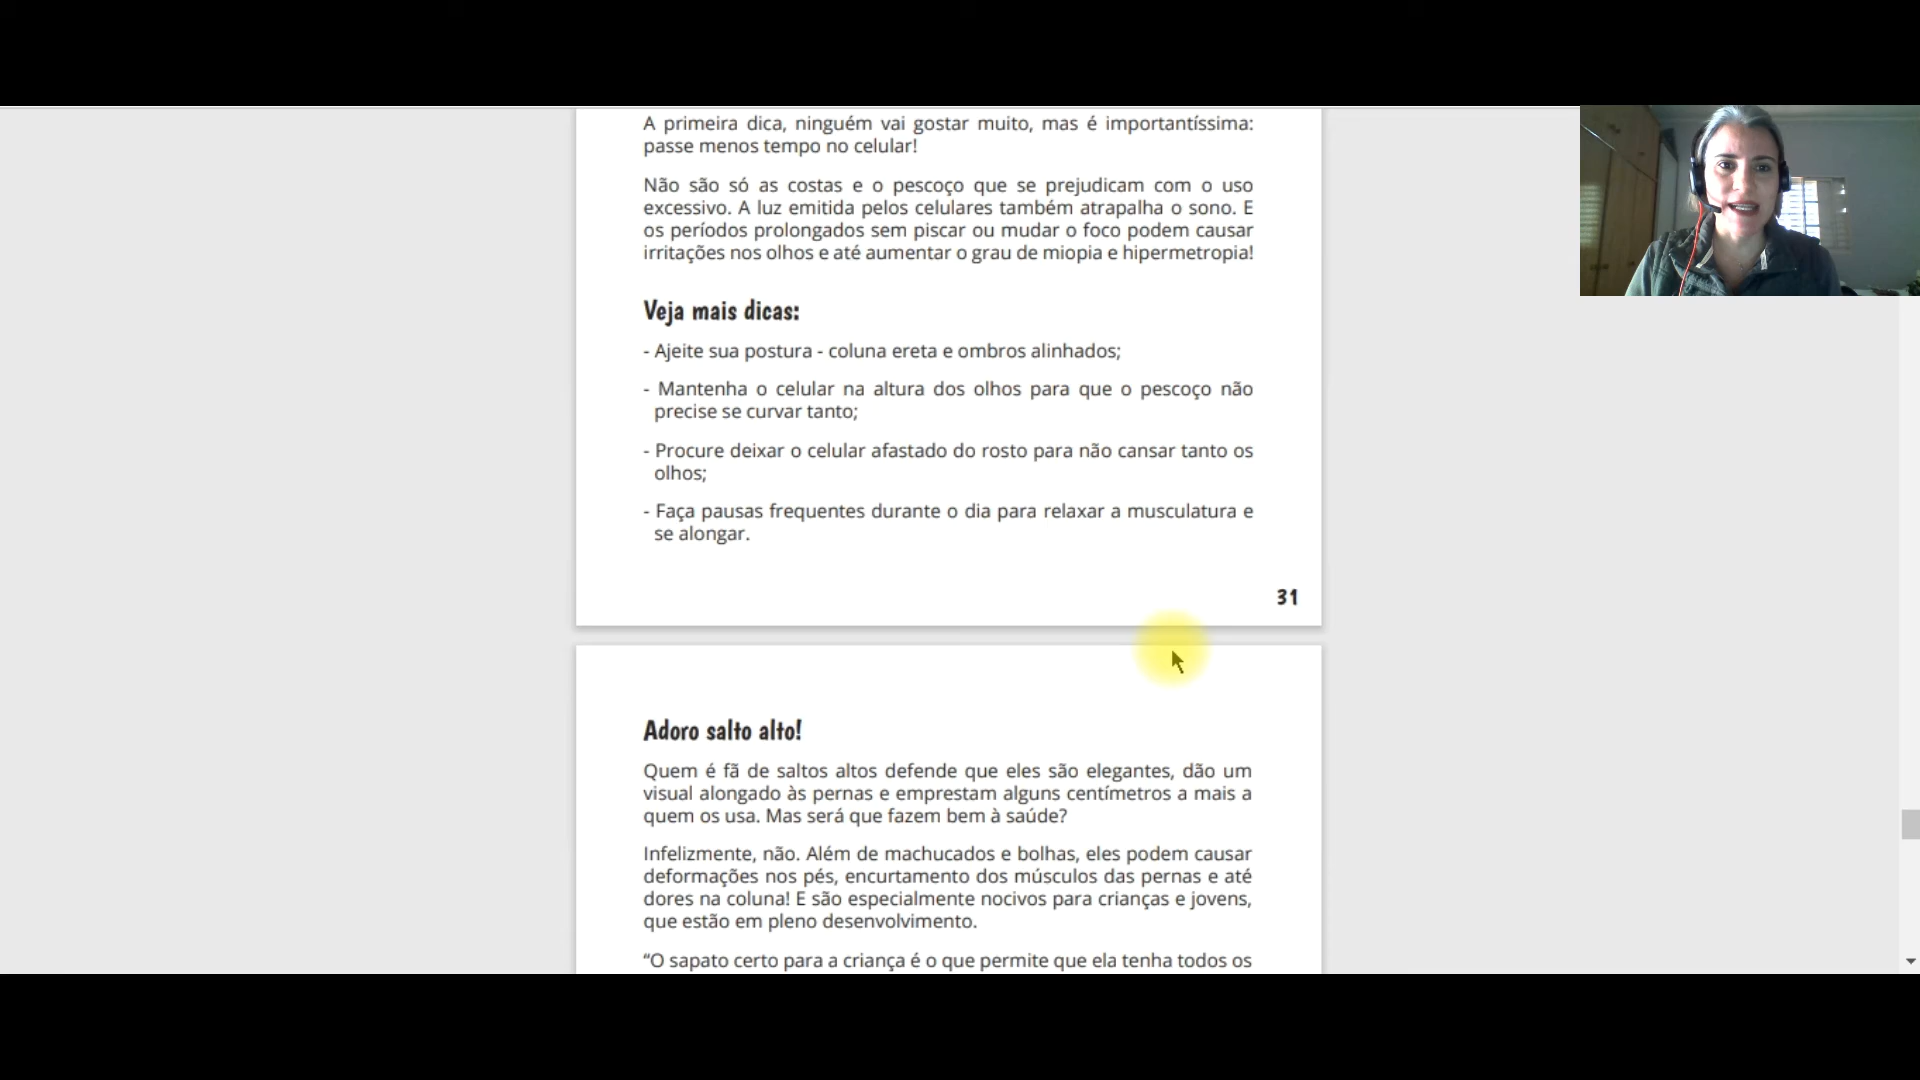 A primeira dica, ninguém vai gostar muito, mas é importantíssima:
passe menos tempo no celular!
Não são só as costas e o pescoço que se prejudicam com o uso
excessivo. A luz emitida pelos celulares também atrapalha o sono. E
os períodos prolongados sem piscar ou mudar o foco podem causar
irritações nos olhos e até aumentar o grau de miopia e hipermetropia!
Veja mais dicas:
- Ajeite sua postura - coluna ereta e ombros alinhados;
- Mantenha o celular na altura dos olhos para que o pescoço não
precise se curvar tanto;
- Procure deixar o celular afastado do rosto para não cansar tanto os
olhos;
- Faça pausas frequentes durante o dia para relaxar a musculatura e
se alongar.
31
Adoro salto alto!
Quem é fã de saltos altos defende que eles são elegantes, dão um
visual alongado às pernas e emprestam alguns centímetros a mais a
quem os usa. Mas será que fazem bem à saúde?
Infelizmente, não. Além de machucados e bolhas, eles podem causar
deformações nos pés, encurtamento dos músculos das pernas e até
dores na coluna! E são especialmente nocivos para crianças e jovens,
que estão em pleno desenvolvimento.
“O sapato certo para a criança é o que permite que ela tenha todos os